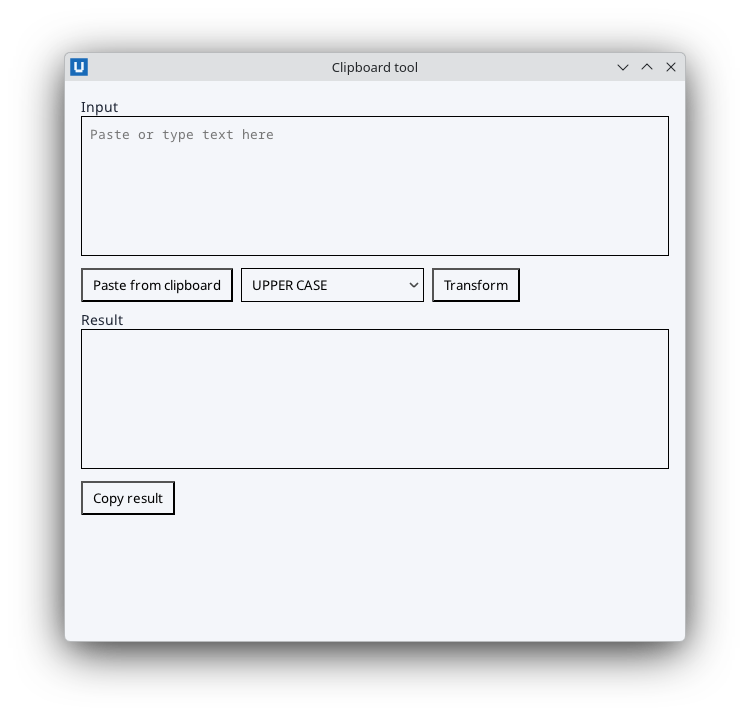 Clipboard tool
Input
Paste or type text here
Paste from clipboard UPPER CASE Transform
Result
Copy result